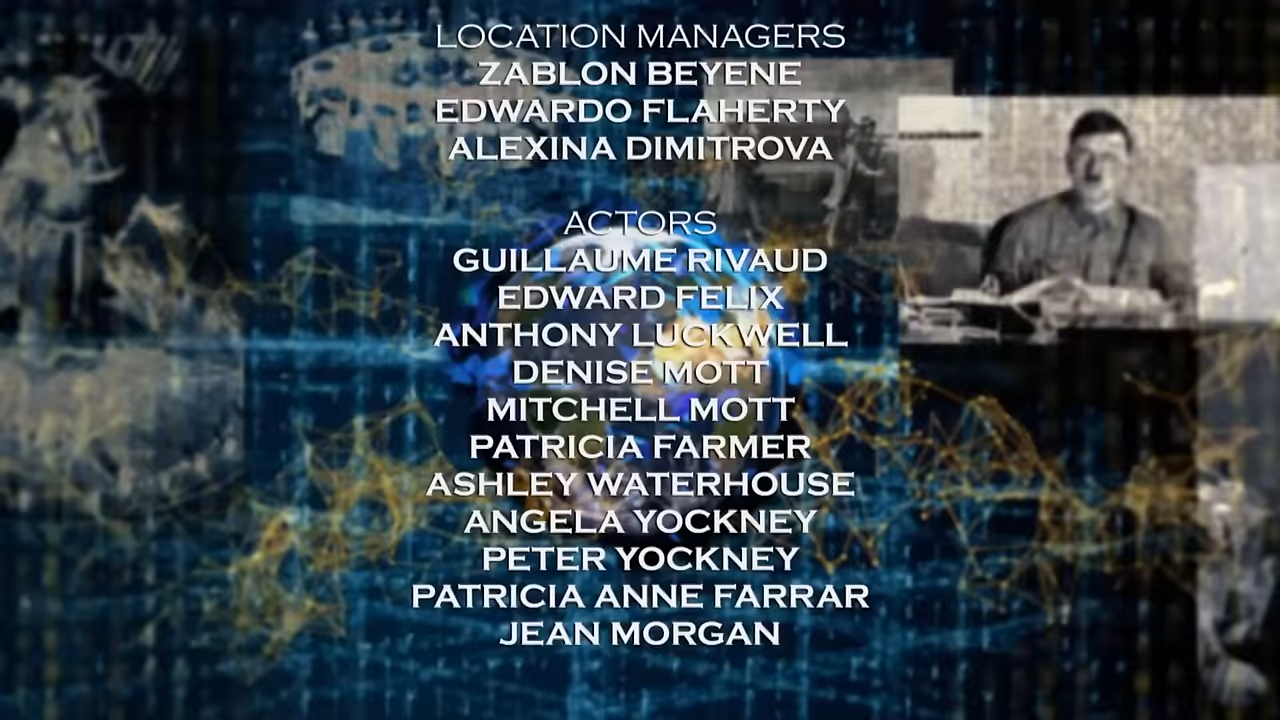 LOCATION MANAGERS
ZABLON BEYENE
EDWARDO FLAHERTY
ALEXINA DIMITROVA
ACTORS
GUILLAUME RIVAUD
EDWARD FELIX
ANTHONY LUCKWELL
DENISE MOTT
MITCHELL MOTT
PATRICIA FARMER
ASHLEY WATERHOUSE
ANGELA YOCKNEY
PETER YOCKNEY
PATRICIA ANNE FARRAR
JEAN MORGAN